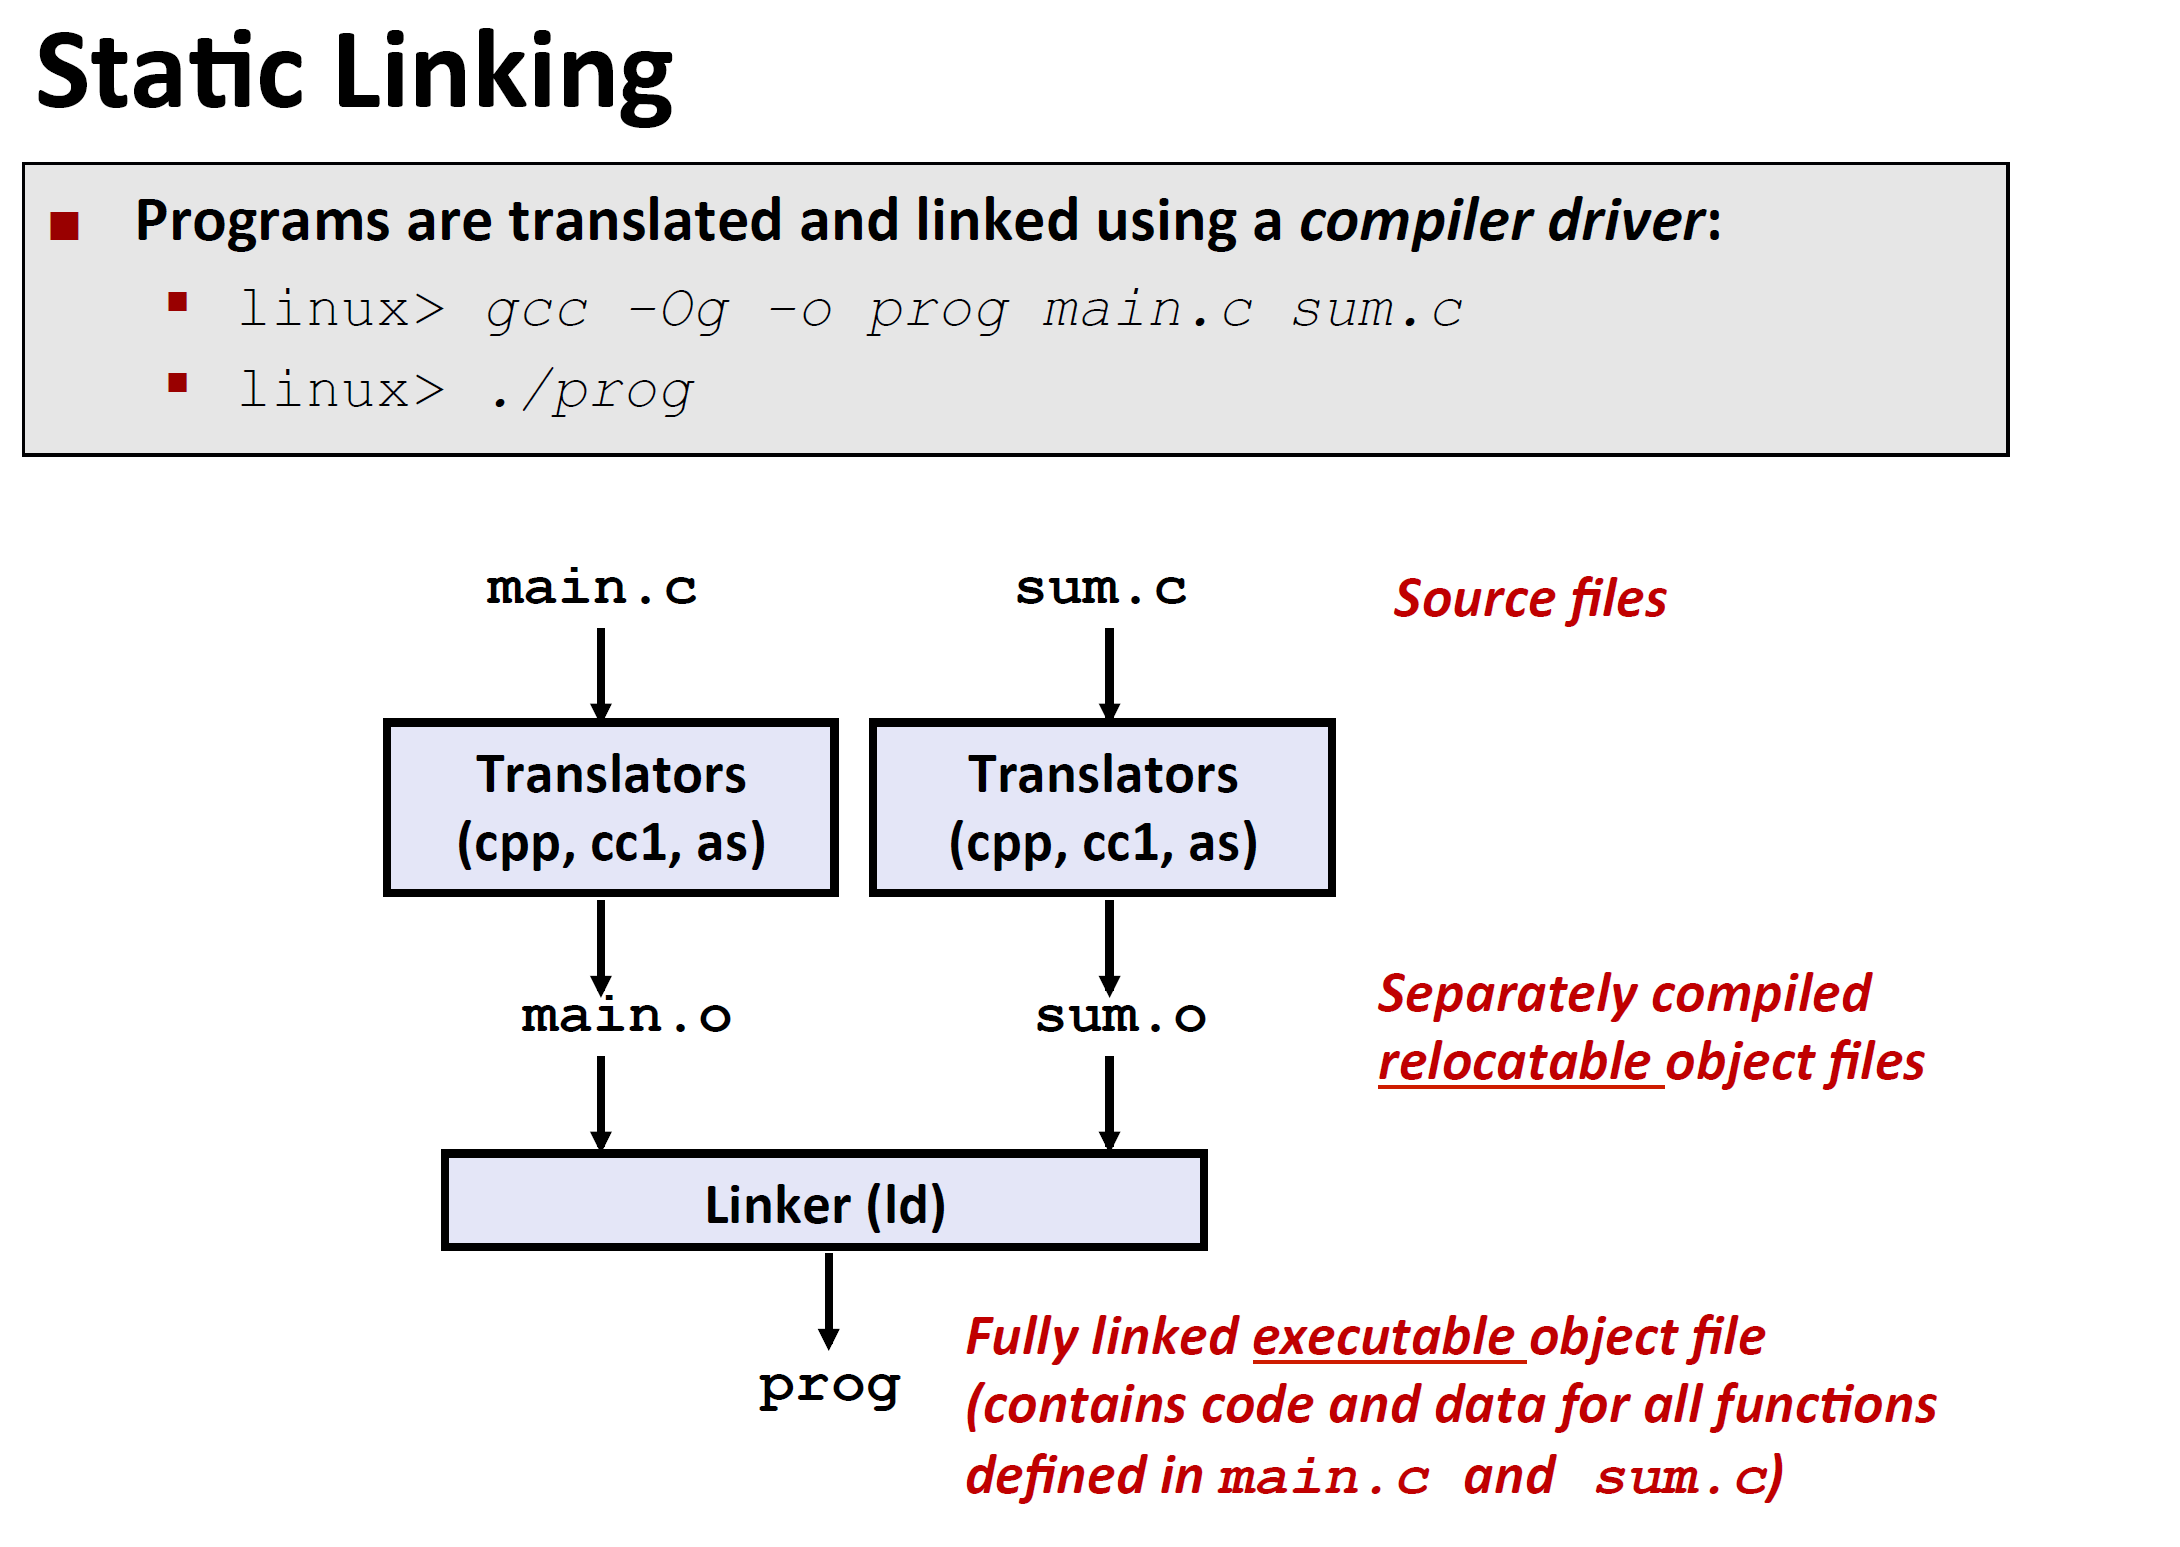 Static Linking
Programs are translated and linked using a compiler driver:
linux> gcc -Og -o prog main.c sum.c
linux> ./prog
main.c
sum.c
Source files
Translators
(cpp, cc1, as)
Translators
(cpp, cc1, as)
main.o
sum.o
Separately compiled
relocatable object files
Linker (ld)
prog
Fully linked executable object file
(contains code and data for all functions
defined in main.c and sum.c)